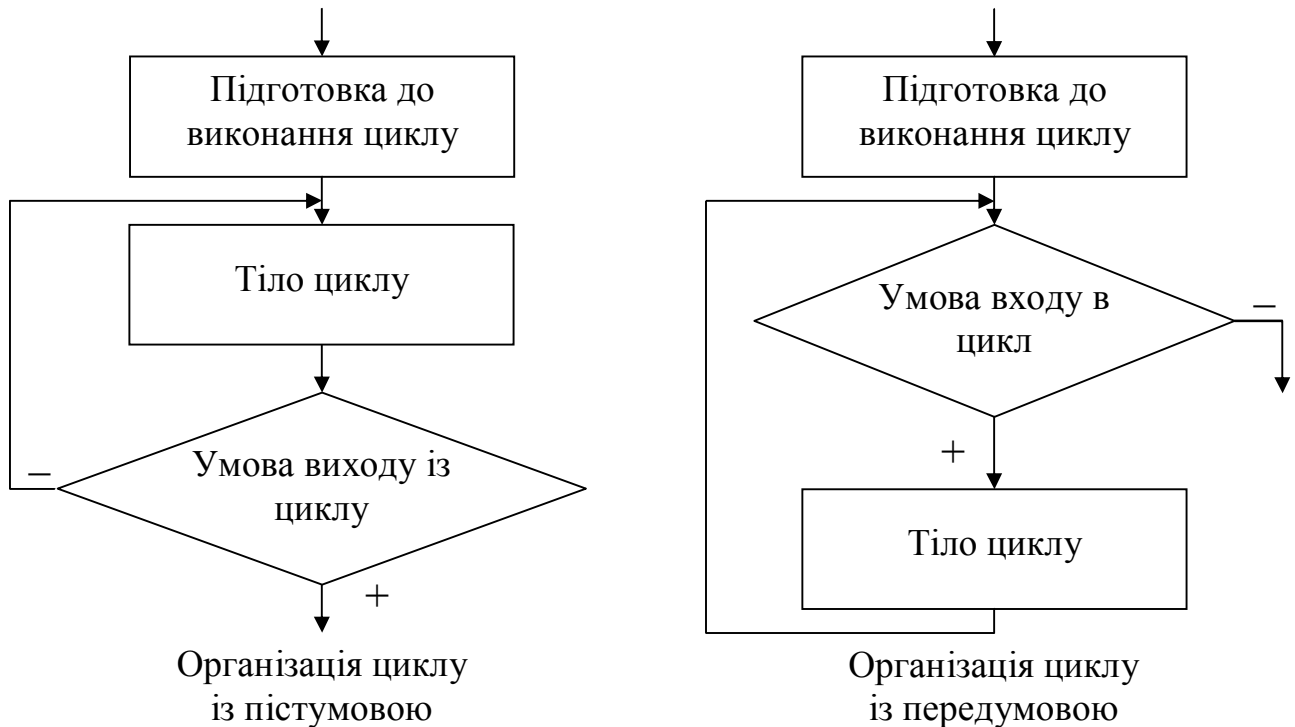 Підготовка до
виконання циклу
Тіло циклу
Умова виходу із
циклу
–
+
Організація циклу
із пістумовою
Підготовка до
виконання циклу
Умова входу в
цикл
–
+
Тіло циклу
Організація циклу
із передумовою